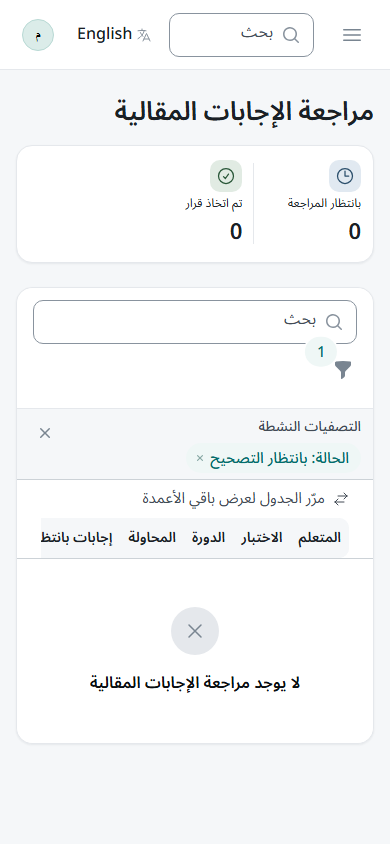 بحث
English
م
مراجعة الإجابات المقالية
بانتظار المراجعة
0
تم اتخاذ قرار
0
بحث
1
التصفيات النشطة
الحالة: بانتظار التصحيح ×
مرّر الجدول لعرض باقي الأعمدة
المتعلم الاختبار الدورة المحاولة إجابات بانتظ
لا يوجد مراجعة الإجابات المقالية